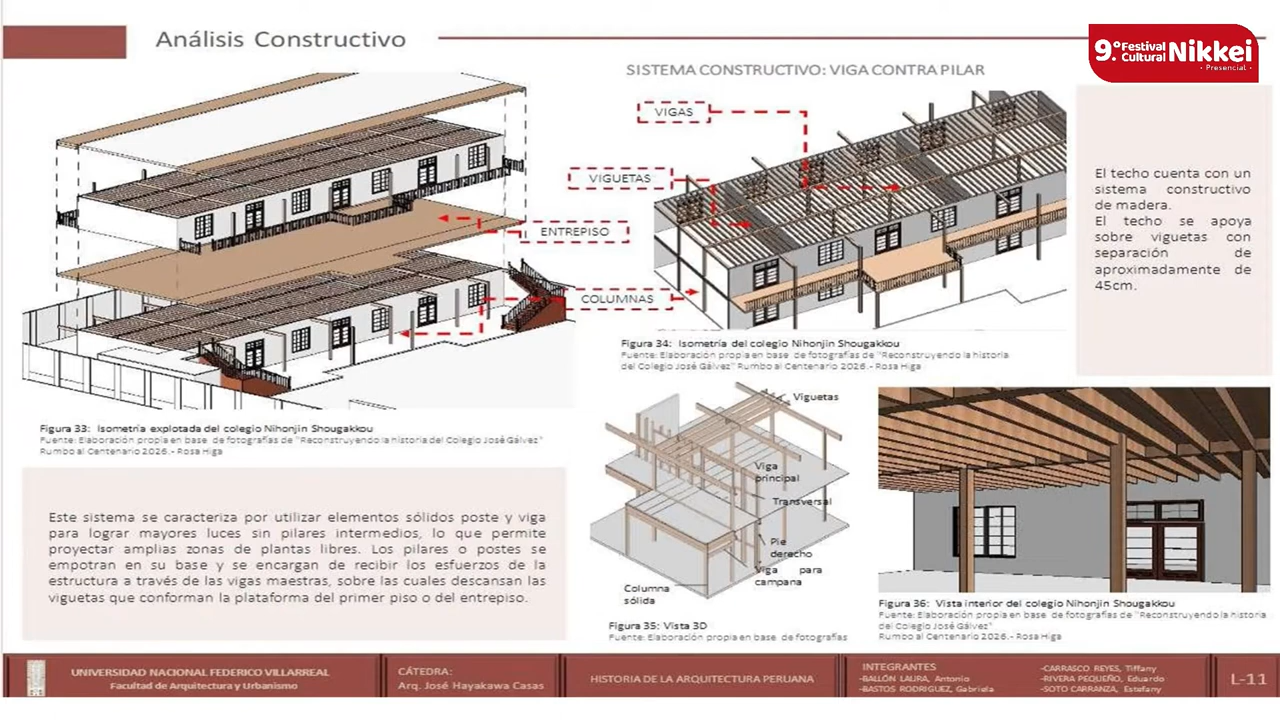 Análisis Constructivo
9.º Festival
Cultural Nikkei
• Presencial •
SISTEMA CONSTRUCTIVO: VIGA CONTRA PILAR
VIGAS
VIGUETAS
ENTREPISO
COLUMNAS
El techo cuenta con un
sistema constructivo
de madera.
El techo se apoya
sobre viguetas con
separación de
aproximadamente de
45cm.
Figura 34: Isometría del colegio Nihonjin Shougakkou
Fuente: Elaboración propia en base de fotografías de "Reconstruyendo la historia
del Colegio José Gálvez" Rumbo al Centenario 2026.- Rosa Higa
Figura 33: Isometría explotada del colegio Nihonjin Shougakkou
Fuente: Elaboración propia en base de fotografías de "Reconstruyendo la historia del Colegio José Gálvez"
Rumbo al Centenario 2026.- Rosa Higa
Este sistema se caracteriza por utilizar elementos sólidos poste y viga
para lograr mayores luces sin pilares intermedios, lo que permite
proyectar amplias zonas de plantas libres. Los pilares o postes se
empotran en su base y se encargan de recibir los esfuerzos de la
estructura a través de las vigas maestras, sobre las cuales descansan las
viguetas que conforman la plataforma del primer piso o del entrepiso.
Viguetas
Viga
principal
Transversal
Pie
derecho
Viga para
campana
Columna
sólida
Figura 35: Vista 3D
Fuente: Elaboración propia en base de fotografías
Figura 36: Vista interior del colegio Nihonjin Shougakkou
Fuente: Elaboración propia en base de fotografías de "Reconstruyendo la historia
del Colegio José Gálvez"
Rumbo al Centenario 2026.- Rosa Higa
UNIVERSIDAD NACIONAL FEDERICO VILLARREAL
Facultad de Arquitectura y Urbanismo
CÁTEDRA:
Arq. José Hayakawa Casas
HISTORIA DE LA ARQUITECTURA PERUANA
INTEGRANTES
-BALLÓN LAURA, Antonio
-BASTOS RODRIGUEZ, Gabriela
-CARRASCO REYES, Tiffany
-RIVERA PEQUEÑO, Eduardo
-SOTO CARRANZA, Estefany
L-11